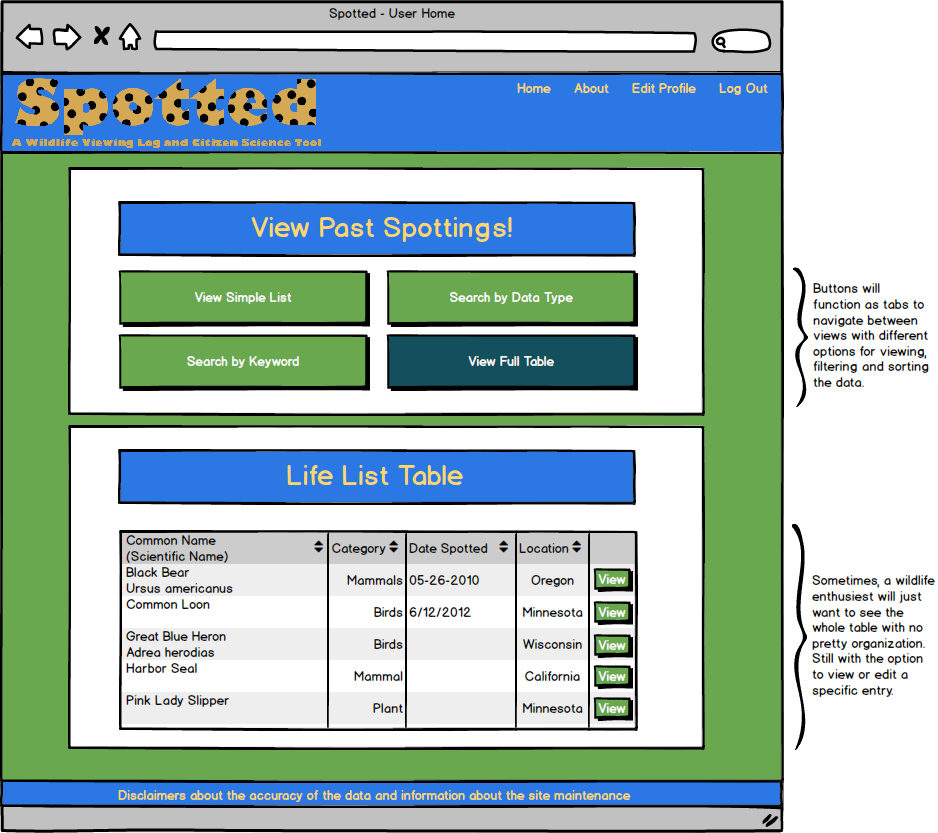 Spotted - User Home
Spotted
A Wildlife Viewing Log and Citizen Science Tool
Home About Edit Profile Log Out
View Past Spottings!
View Simple List Search by Data Type
Search by Keyword View Full Table
Buttons will
function as tabs to
navigate between
views with different
options for viewing,
filtering and sorting
the data.
Life List Table
Common Name
(Scientific Name) Category Date Spotted Location
Black Bear
Ursus americanus Mammals 05-26-2010 Oregon View
Common Loon Birds 6/12/2012 Minnesota View
Great Blue Heron
Adrea herodias Birds Wisconsin View
Harbor Seal Mammal California View
Pink Lady Slipper Plant Minnesota View
Sometimes, a wildlife
enthusiest will just
want to see the
whole table with no
pretty organization.
Still with the option
to view or edit a
specific entry.
Disclaimers about the accuracy of the data and information about the site maintenance